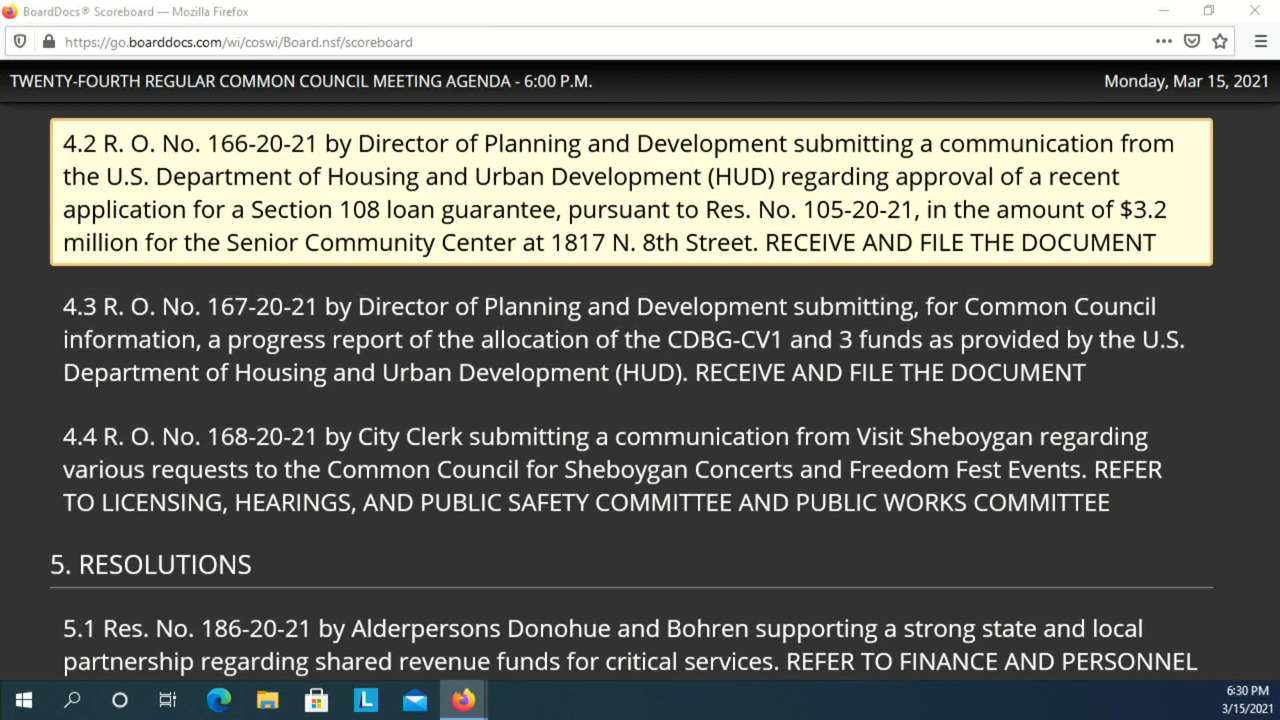 BoardDocs® Scoreboard — Mozilla Firefox
https://go.boarddocs.com/wi/coswi/Board.nsf/scoreboard
TWENTY-FOURTH REGULAR COMMON COUNCIL MEETING AGENDA - 6:00 P.M. Monday, Mar 15, 2021
4.2 R. O. No. 166-20-21 by Director of Planning and Development submitting a communication from
the U.S. Department of Housing and Urban Development (HUD) regarding approval of a recent
application for a Section 108 loan guarantee, pursuant to Res. No. 105-20-21, in the amount of $3.2
million for the Senior Community Center at 1817 N. 8th Street. RECEIVE AND FILE THE DOCUMENT
4.3 R. O. No. 167-20-21 by Director of Planning and Development submitting, for Common Council
information, a progress report of the allocation of the CDBG-CV1 and 3 funds as provided by the U.S.
Department of Housing and Urban Development (HUD). RECEIVE AND FILE THE DOCUMENT
4.4 R. O. No. 168-20-21 by City Clerk submitting a communication from Visit Sheboygan regarding
various requests to the Common Council for Sheboygan Concerts and Freedom Fest Events. REFER
TO LICENSING, HEARINGS, AND PUBLIC SAFETY COMMITTEE AND PUBLIC WORKS COMMITTEE
5. RESOLUTIONS
5.1 Res. No. 186-20-21 by Alderpersons Donohue and Bohren supporting a strong state and local
partnership regarding shared revenue funds for critical services. REFER TO FINANCE AND PERSONNEL
L
6:30 PM
3/15/2021